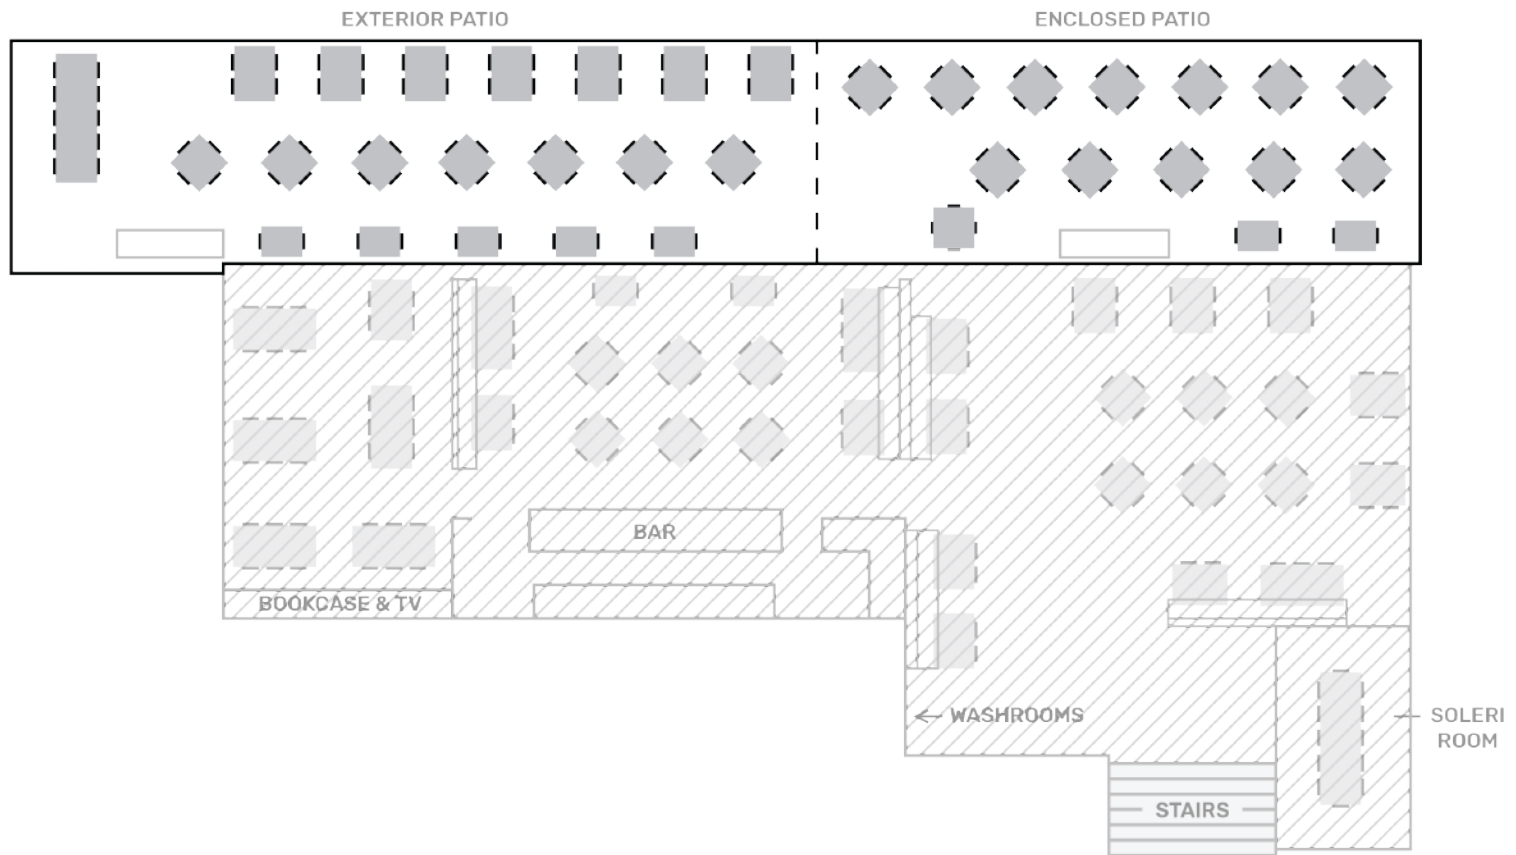 EXTERIOR PATIO
ENCLOSED PATIO
BAR
BOOKCASE & TV
WASHROOMS
SOLERI
ROOM
STAIRS